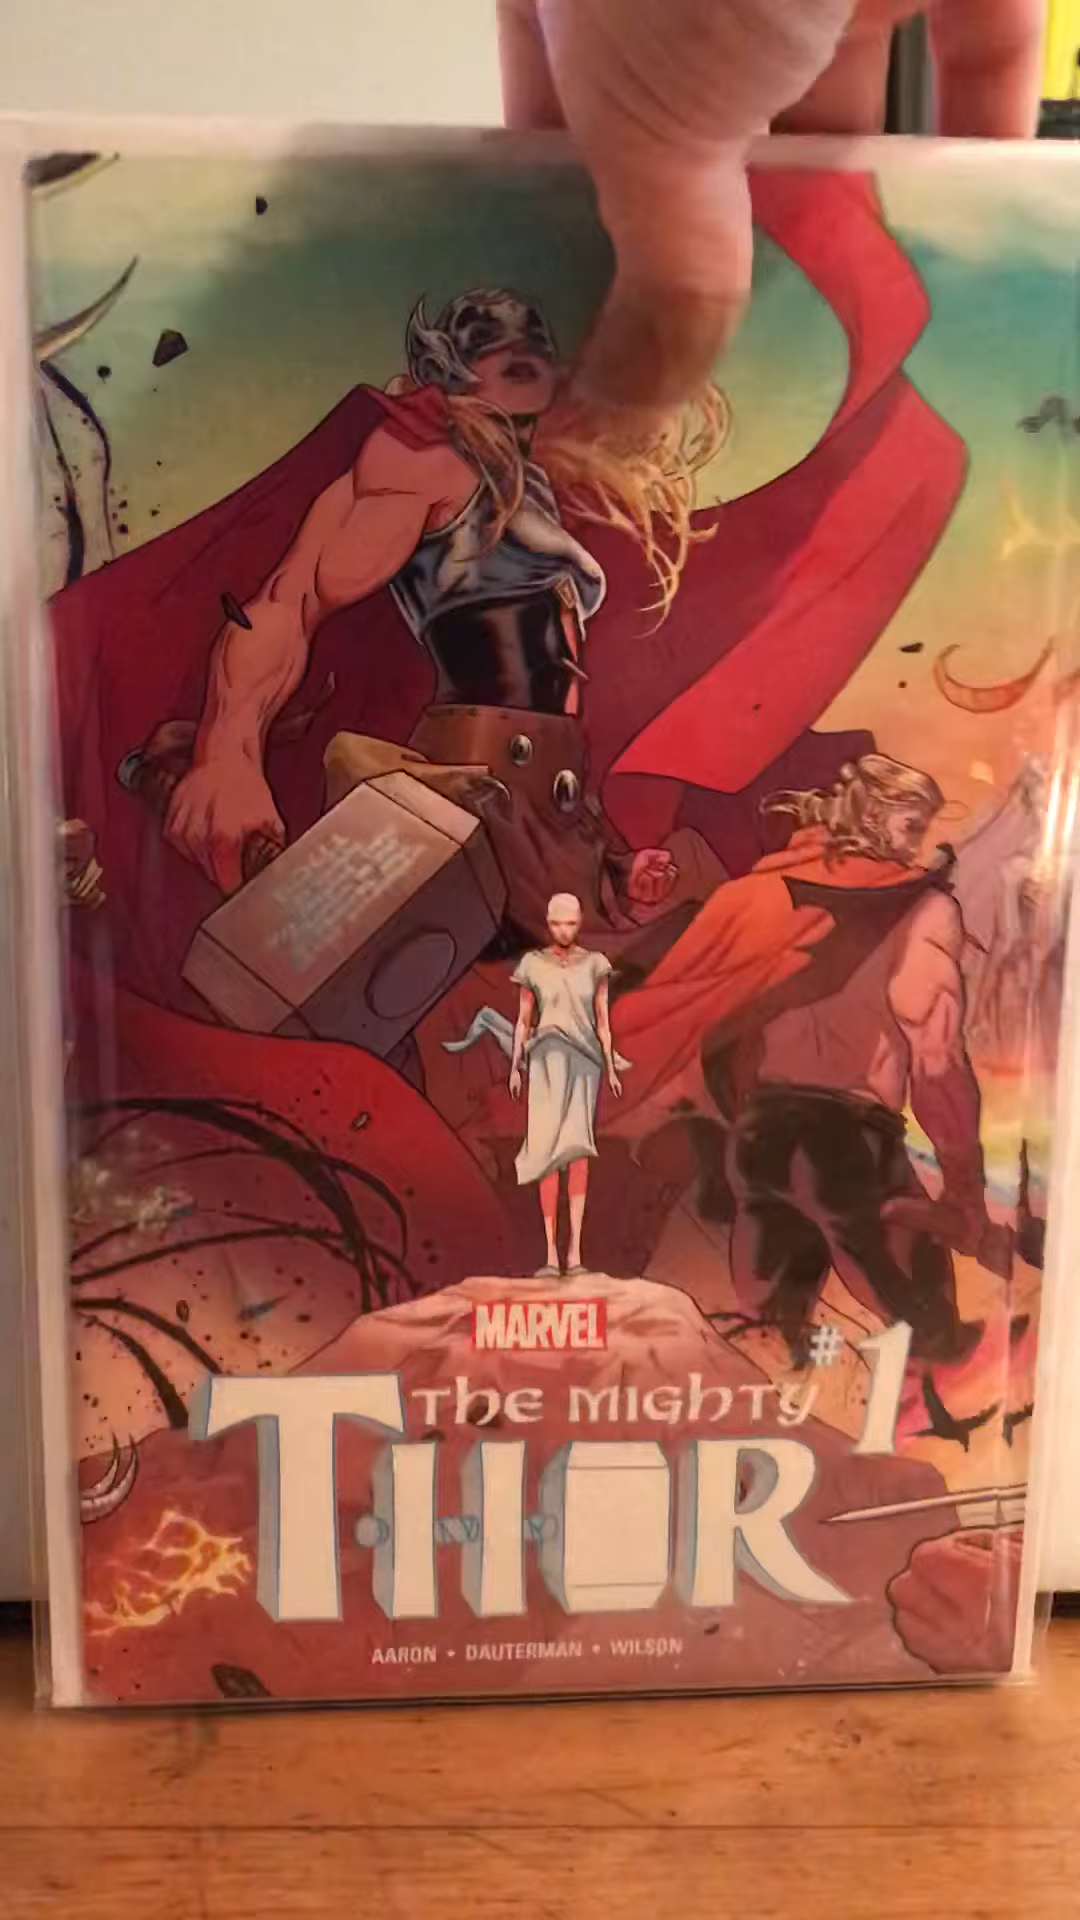 MARVEL
#1
The Mighty
THOR
AARON • DAUTERMAN • WILSON